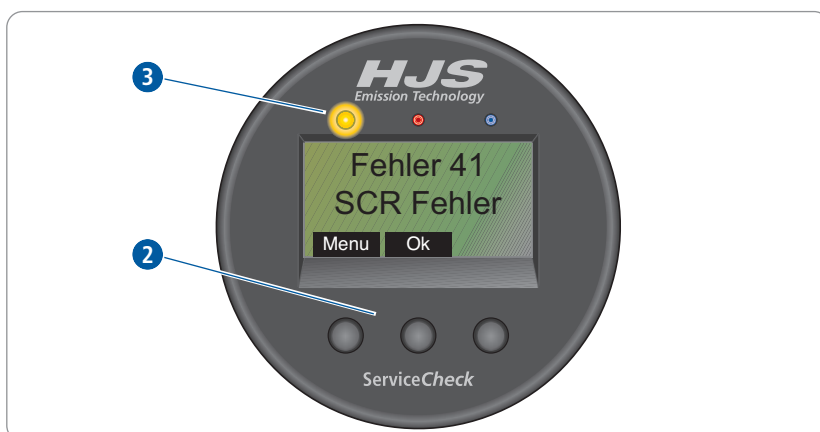 3
HJS
Emission Technology
Fehler 41
SCR Fehler
Menu Ok
2
ServiceCheck